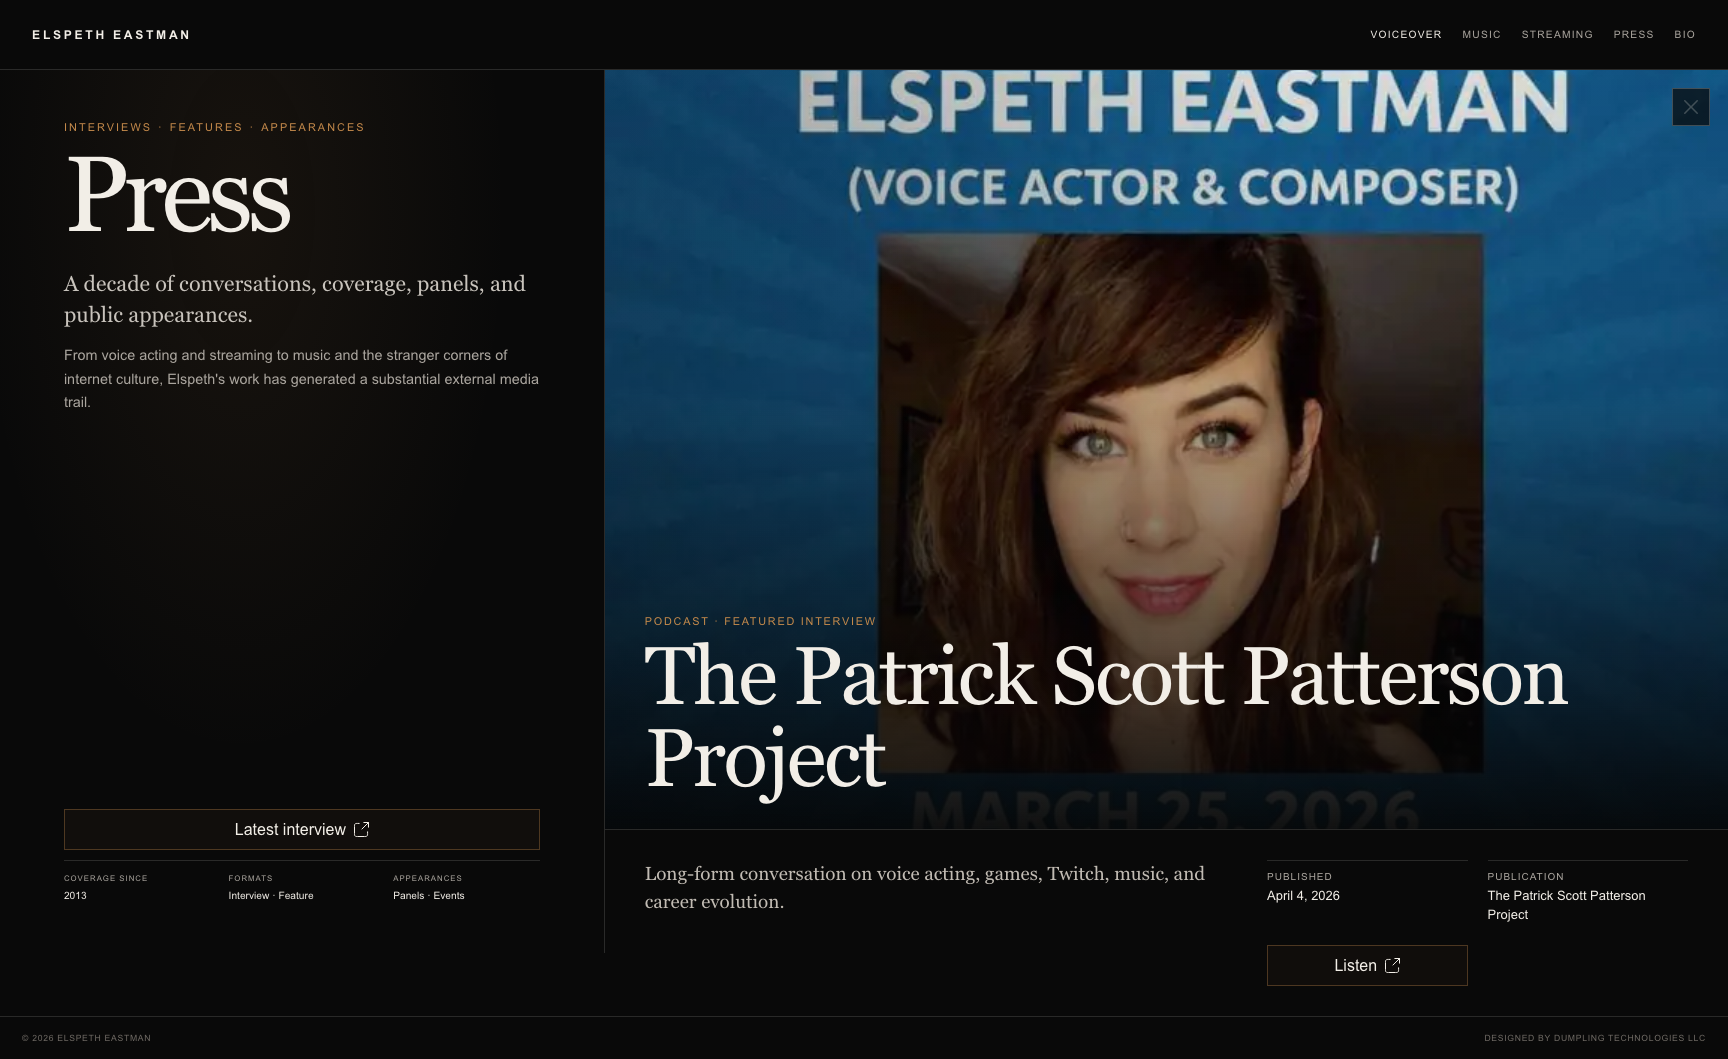 ELSPETH EASTMAN
VOICEOVER
MUSIC
STREAMING
PRESS
BIO
INTERVIEWS · FEATURES · APPEARANCES
Press
A decade of conversations, coverage, panels, and
public appearances.
From voice acting and streaming to music and the stranger corners of
internet culture, Elspeth's work has generated a substantial external media
trail.
Latest interview
COVERAGE SINCE
2013
FORMATS
Interview · Feature
APPEARANCES
Panels · Events
ELSPETH EASTMAN
(VOICE ACTOR & COMPOSER)
PODCAST · FEATURED INTERVIEW
The Patrick Scott Patterson
Project
MARCH 25, 2026
Long-form conversation on voice acting, games, Twitch, music, and
career evolution.
PUBLISHED
April 4, 2026
PUBLICATION
The Patrick Scott Patterson
Project
Listen
© 2026 ELSPETH EASTMAN
DESIGNED BY DUMPLING TECHNOLOGIES LLC